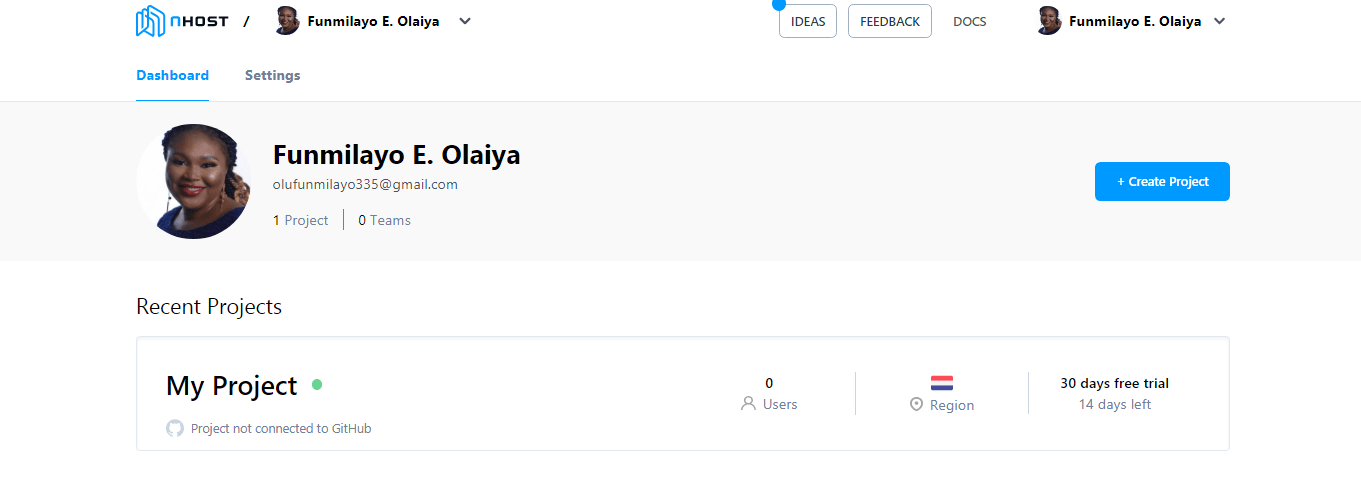 nHOST / Funmilayo E. Olaiya
IDEAS FEEDBACK DOCS Funmilayo E. Olaiya
Dashboard Settings
Funmilayo E. Olaiya
olufunmilayo335@gmail.com
1 Project 0 Teams
+ Create Project
Recent Projects
My Project
Project not connected to GitHub
0
Users
Region
30 days free trial
14 days left